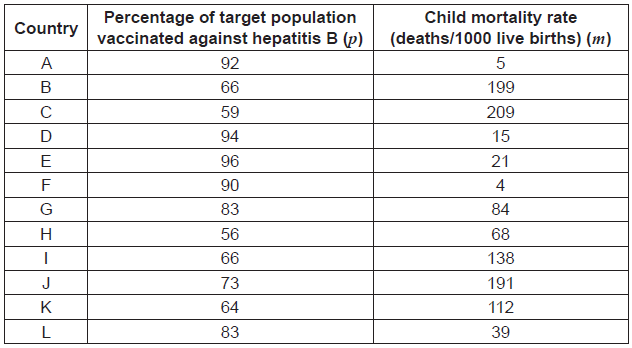 Country | Percentage of target population vaccinated against hepatitis B (p) | Child mortality rate (deaths/1000 live births) (m)
A 92 5
B 66 199
C 59 209
D 94 15
E 96 21
F 90 4
G 83 84
H 56 68
I 66 138
J 73 191
K 64 112
L 83 39